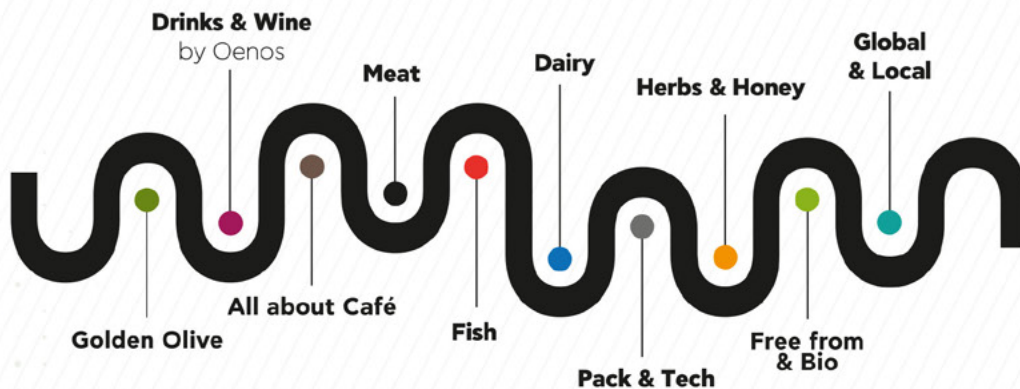 Drinks & Wine
by Oenos
Meat
Dairy
Herbs & Honey
Global
& Local
Golden Olive
All about Café
Fish
Pack & Tech
Free from
& Bio